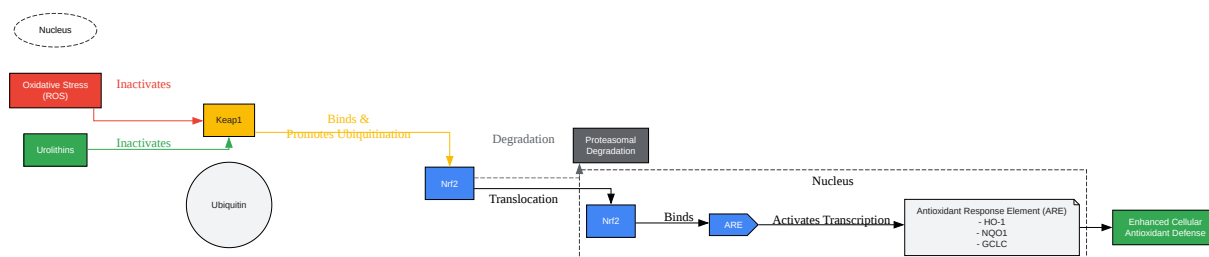 Nucleus
Oxidative Stress
(ROS)
Inactivates
Keap1
Urolithins
Inactivates
Ubiquitin
Binds &
Promotes Ubiquitination
Nrf2
Degradation
Proteasomal
Degradation
Translocation
Nucleus
Nrf2
Binds
ARE
Activates Transcription
Antioxidant Response Element (ARE)
- HO-1
- NQO1
- GCLC
Enhanced Cellular
Antioxidant Defense